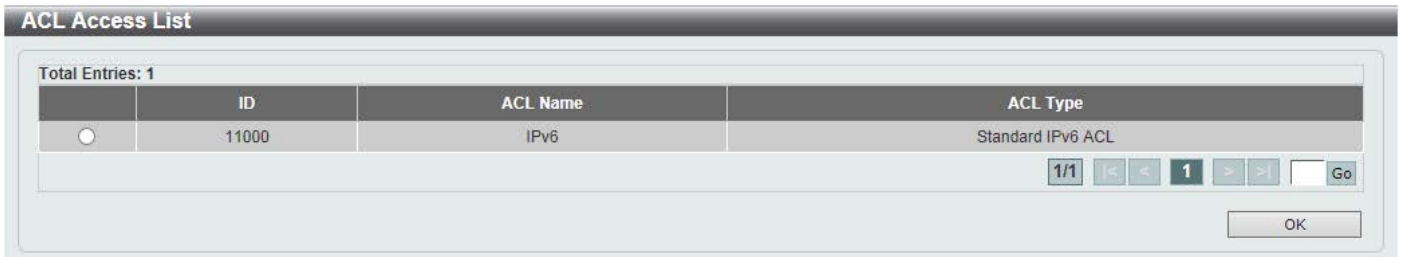 ACL Access List
Total Entries: 1
ID ACL Name ACL Type
11000 IPv6 Standard IPv6 ACL
1/1 |< < 1 > >| Go
OK